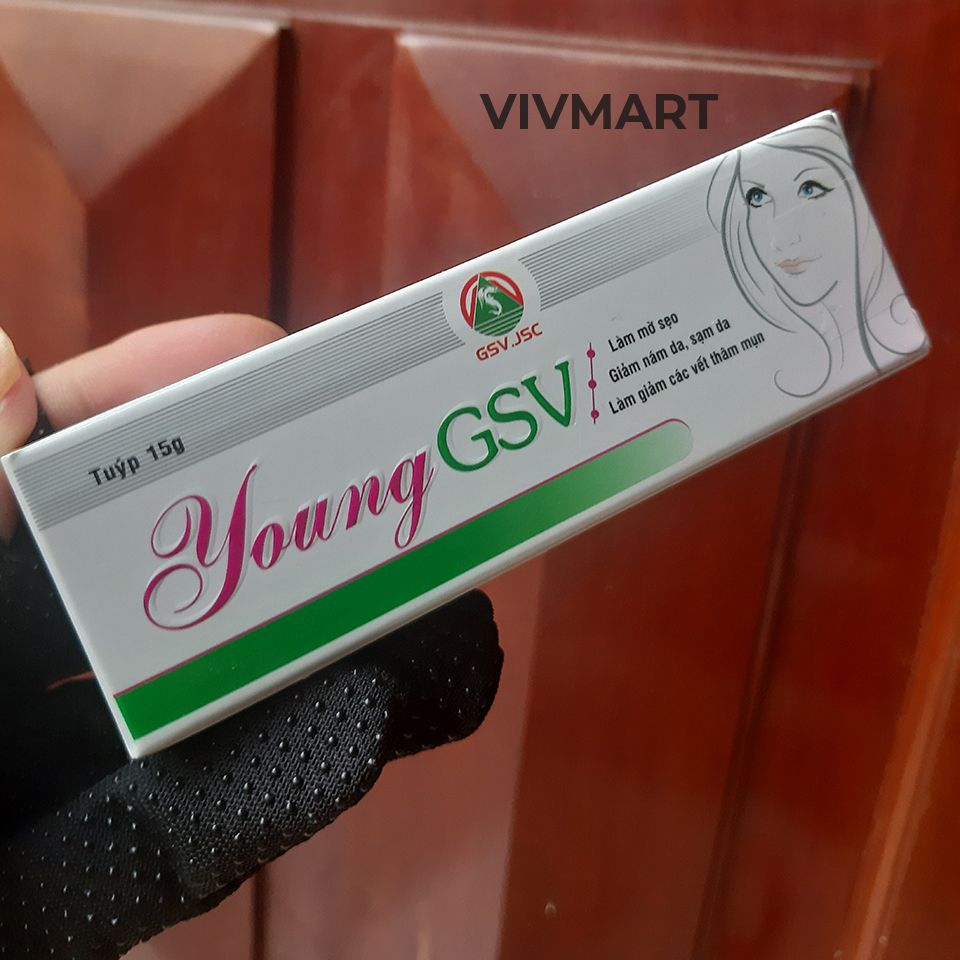 VIVMART
GSV.JSC
Tuýp 15g
Young GSV
Làm mờ sẹo
Giảm nám da, sạm da
Làm giảm các vết thâm mụn